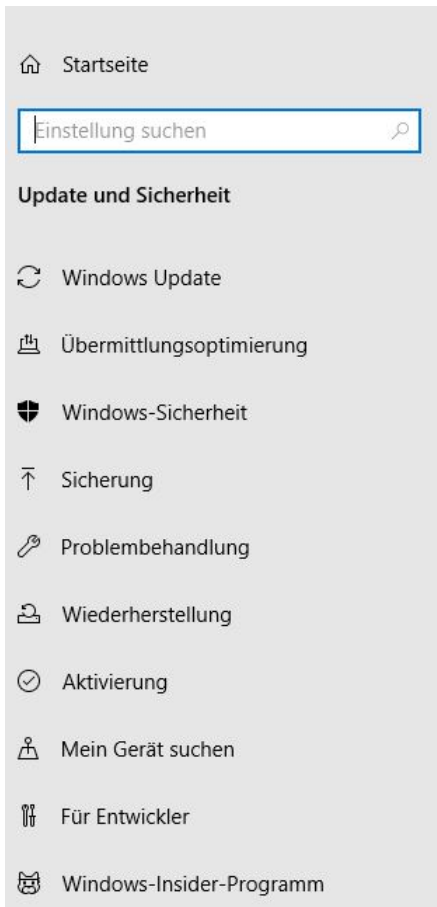 Startseite
Einstellung suchen
Update und Sicherheit
Windows Update
Übermittlungsoptimierung
Windows-Sicherheit
Sicherung
Problembehandlung
Wiederherstellung
Aktivierung
Mein Gerät suchen
Für Entwickler
Windows-Insider-Programm